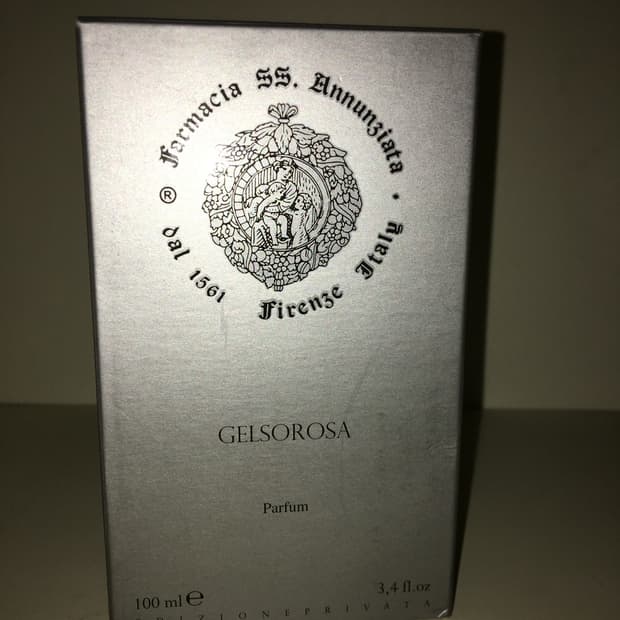 Farmacia SS. Annunziata •
® dal 1561 Firenze Italy
GELSOROSA
Parfum
100 ml ℮ 3,4 fl.oz
EDIZIONE PRIVATA